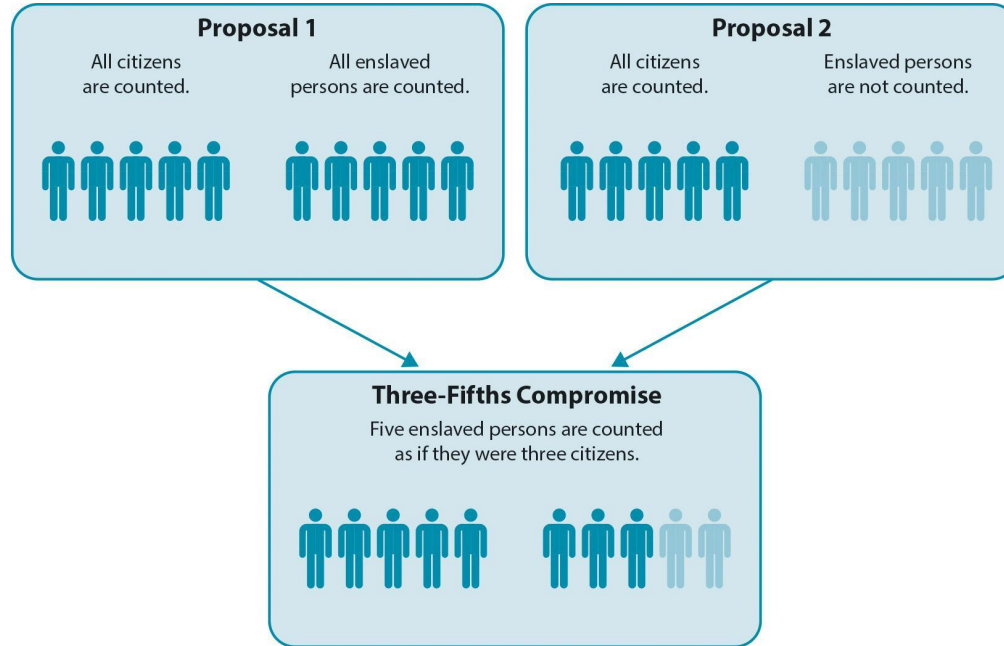 Proposal 1
All citizens
are counted.
All enslaved
persons are counted.
Proposal 2
All citizens
are counted.
Enslaved persons
are not counted.
Three-Fifths Compromise
Five enslaved persons are counted
as if they were three citizens.